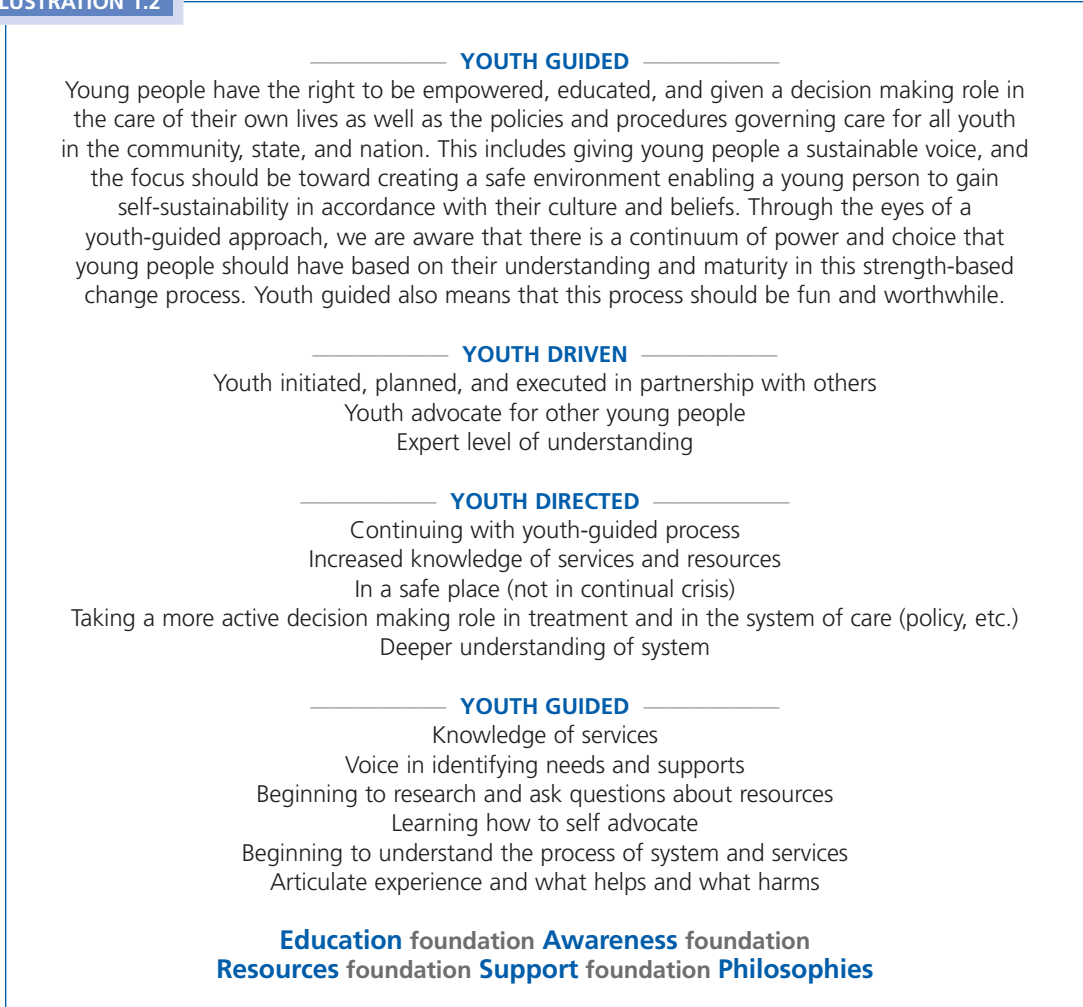 LUSTRATION 1.2
YOUTH GUIDED
Young people have the right to be empowered, educated, and given a decision making role in
the care of their own lives as well as the policies and procedures governing care for all youth
in the community, state, and nation. This includes giving young people a sustainable voice, and
the focus should be toward creating a safe environment enabling a young person to gain
self-sustainability in accordance with their culture and beliefs. Through the eyes of a
youth-guided approach, we are aware that there is a continuum of power and choice that
young people should have based on their understanding and maturity in this strength-based
change process. Youth guided also means that this process should be fun and worthwhile.
YOUTH DRIVEN
Youth initiated, planned, and executed in partnership with others
Youth advocate for other young people
Expert level of understanding
YOUTH DIRECTED
Continuing with youth-guided process
Increased knowledge of services and resources
In a safe place (not in continual crisis)
Taking a more active decision making role in treatment and in the system of care (policy, etc.)
Deeper understanding of system
YOUTH GUIDED
Knowledge of services
Voice in identifying needs and supports
Beginning to research and ask questions about resources
Learning how to self advocate
Beginning to understand the process of system and services
Articulate experience and what helps and what harms
Education foundation Awareness foundation
Resources foundation Support foundation Philosophies